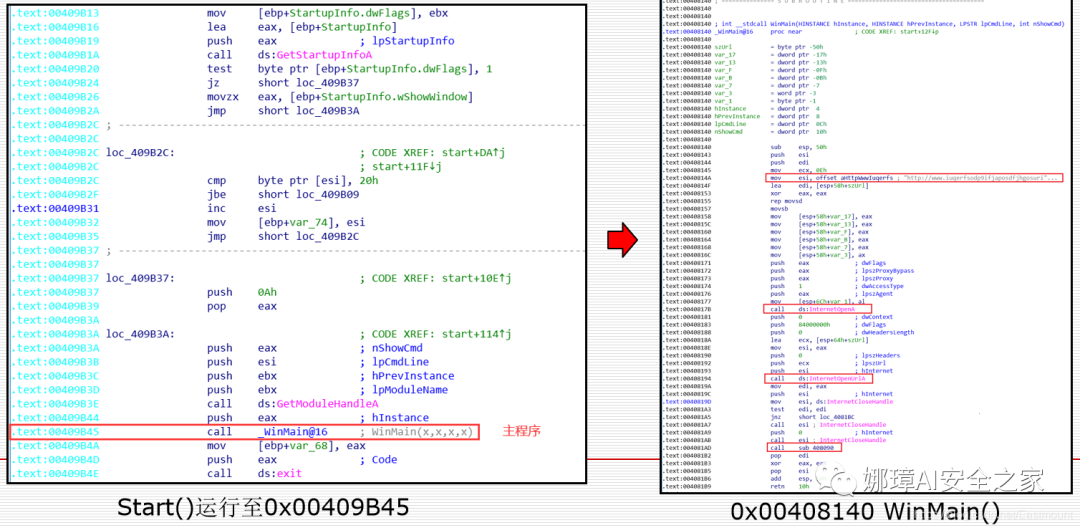 .text:00409B13 mov [ebp+StartupInfo.dwFlags], ebx
.text:00409B16 lea eax, [ebp+StartupInfo]
.text:00409B19 push eax ; lpStartupInfo
.text:00409B1A call ds:GetStartupInfoA
.text:00409B20 test byte ptr [ebp+StartupInfo.dwFlags], 1
.text:00409B24 jz short loc_409B37
.text:00409B26 movzx eax, [ebp+StartupInfo.wShowWindow]
.text:00409B2A jmp short loc_409B3A
.text:00409B2C ; ---------------------------------------------------------------------------
.text:00409B2C
.text:00409B2C loc_409B2C: ; CODE XREF: start+DA↑j
.text:00409B2C ; start+11F↓j
.text:00409B2C cmp byte ptr [esi], 20h
.text:00409B2F jbe short loc_409B09
.text:00409B31 inc esi
.text:00409B32 mov [ebp+var_74], esi
.text:00409B35 jmp short loc_409B2C
.text:00409B37 ; ---------------------------------------------------------------------------
.text:00409B37
.text:00409B37 loc_409B37: ; CODE XREF: start+10E↑j
.text:00409B37 push 0Ah
.text:00409B39 pop eax
.text:00409B3A
.text:00409B3A loc_409B3A: ; CODE XREF: start+114↑j
.text:00409B3A push eax ; nShowCmd
.text:00409B3B push esi ; lpCmdLine
.text:00409B3C push ebx ; hPrevInstance
.text:00409B3D push ebx ; lpModuleName
.text:00409B3E call ds:GetModuleHandleA
.text:00409B44 push eax ; hInstance
.text:00409B45 call _WinMain@16 ; WinMain(x,x,x,x)
主程序
.text:00409B4A mov [ebp+var_68], eax
.text:00409B4D push eax ; Code
.text:00409B4E call ds:exit
Start()运行至0x00409B45
.text:00408140 ; =============== S U B R O U T I N E =======================================
.text:00408140
.text:00408140
.text:00408140 ; int __stdcall WinMain(HINSTANCE hInstance, HINSTANCE hPrevInstance, LPSTR lpCmdLine, int nShowCmd)
.text:00408140 _WinMain@16 proc near ; CODE XREF: start+12F↓p
.text:00408140
.text:00408140 szUrl = byte ptr -50h
.text:00408140 var_17 = dword ptr -17h
.text:00408140 var_13 = dword ptr -13h
.text:00408140 var_F = dword ptr -0Fh
.text:00408140 var_B = dword ptr -0Bh
.text:00408140 var_7 = dword ptr -7
.text:00408140 var_3 = word ptr -3
.text:00408140 var_1 = byte ptr -1
.text:00408140 hInstance = dword ptr 4
.text:00408140 hPrevInstance = dword ptr 8
.text:00408140 lpCmdLine = dword ptr 0Ch
.text:00408140 nShowCmd = dword ptr 10h
.text:00408140
.text:00408140 sub esp, 50h
.text:00408143 push esi
.text:00408144 push edi
.text:00408145 mov ecx, 0Eh
.text:0040814A mov esi, offset aHttpWwwIuqerfs ; "http://www.iuqerfsodp9ifjaposdfjhgosuri"...
.text:0040814F lea edi, [esp+58h+szUrl]
.text:00408153 xor eax, eax
.text:00408155 rep movsd
.text:00408157 movsb
.text:00408158 mov [esp+58h+var_17], eax
.text:0040815C mov [esp+58h+var_13], eax
.text:00408160 mov [esp+58h+var_F], eax
.text:00408164 mov [esp+58h+var_B], eax
.text:00408168 mov [esp+58h+var_7], eax
.text:0040816C mov [esp+58h+var_3], ax
.text:00408171 push eax ; dwFlags
.text:00408172 push eax ; lpszProxyBypass
.text:00408173 push eax ; lpszProxy
.text:00408174 push 1 ; dwAccessType
.text:00408176 push eax ; lpszAgent
.text:00408177 mov [esp+6Ch+var_1], al
.text:0040817B call ds:InternetOpenA
.text:00408181 push 0 ; dwContext
.text:00408183 push 84000000h ; dwFlags
.text:00408188 push 0 ; dwHeadersLength
.text:0040818A lea ecx, [esp+64h+szUrl]
.text:0040818E mov esi, eax
.text:00408190 push 0 ; lpszHeaders
.text:00408192 push ecx ; lpszUrl
.text:00408193 push esi ; hInternet
.text:00408194 call ds:InternetOpenUrlA
.text:0040819A mov edi, eax
.text:0040819C push esi ; hInternet
.text:0040819D mov esi, ds:InternetCloseHandle
.text:004081A3 test edi, edi
.text:004081A5 jnz short loc_4081BC
.text:004081A7 call esi ; InternetCloseHandle
.text:004081A9 push 0 ; hInternet
.text:004081AB call esi ; InternetCloseHandle
.text:004081AD call sub_408090
.text:004081B2 pop edi
.text:004081B3 xor eax,
.text:004081B5 pop esi
.text:004081B6 add esp,
.text:004081B9 retn 10h
娜璋AI安全之家
0x00408140 WinMain()